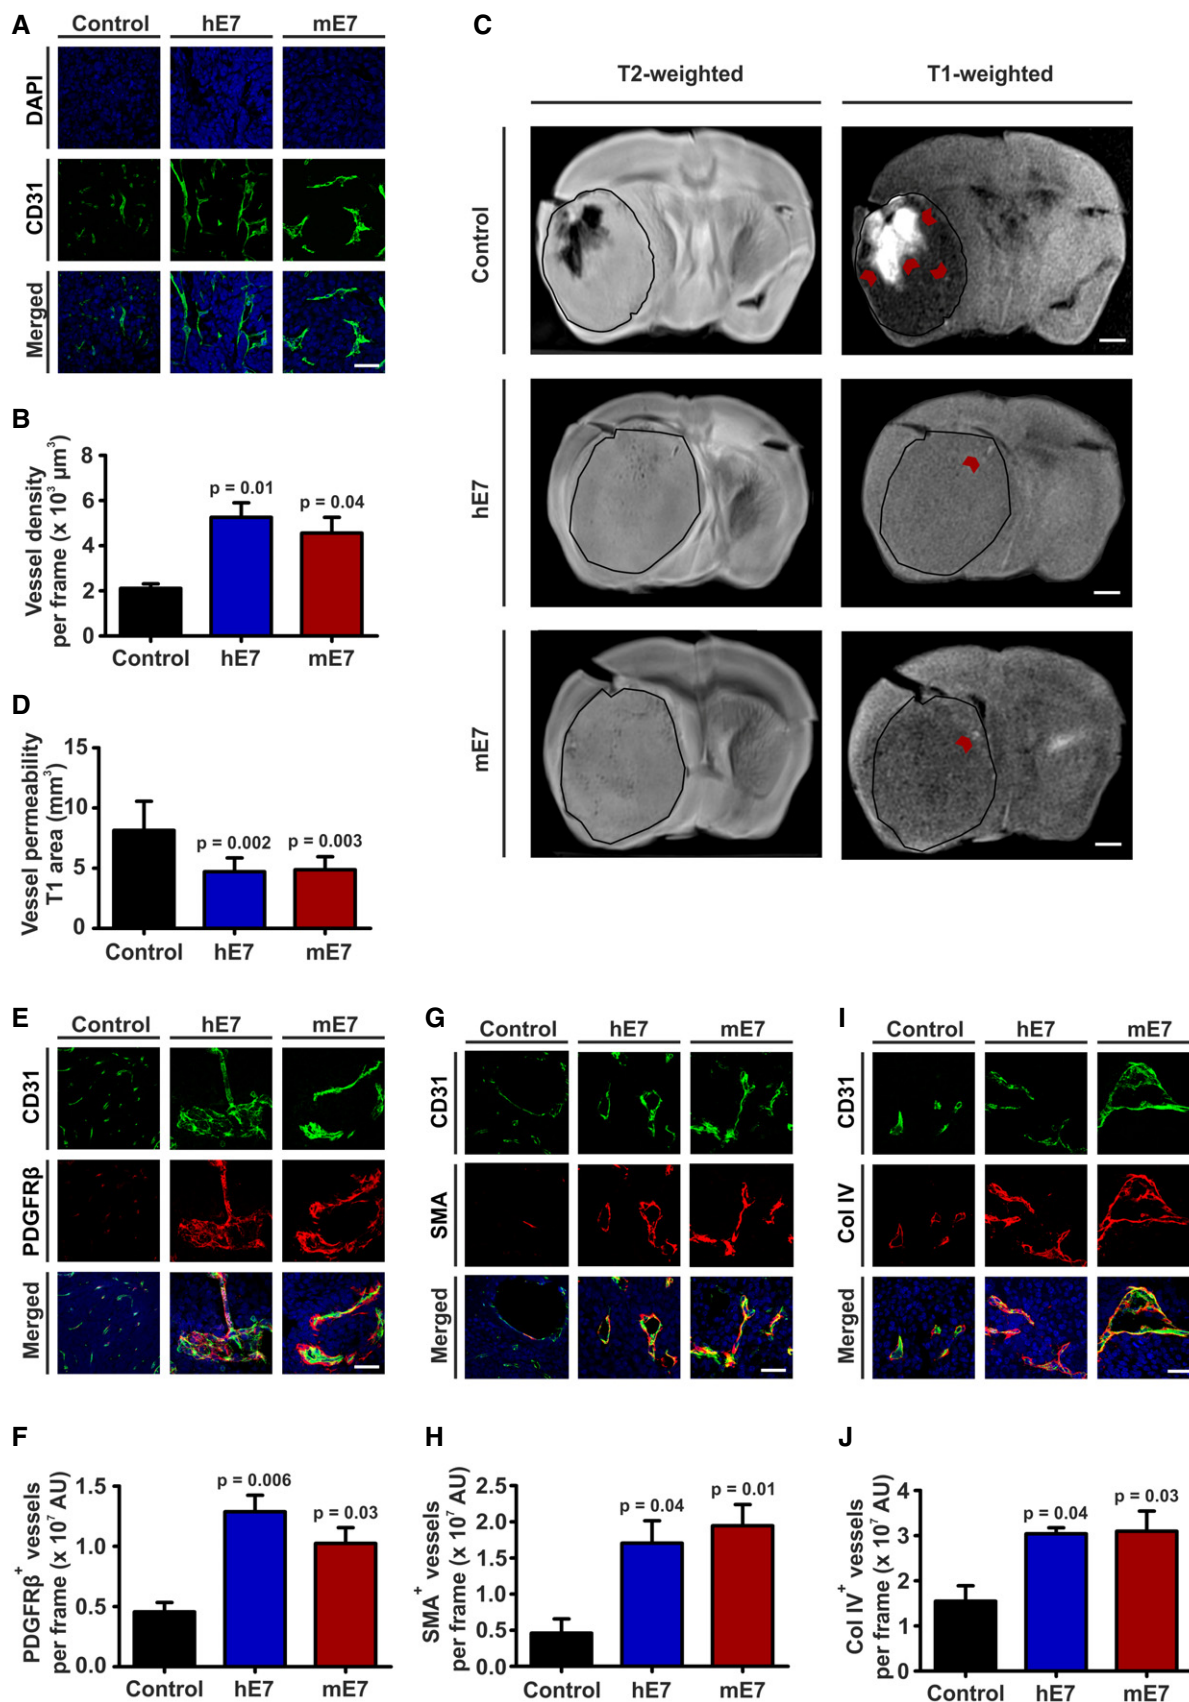 A
Control hE7 mE7
DAPI
CD31
Merged
B
Vessel density
per frame (x 10³ µm³)
8
6
4
2
0
p = 0.01
p = 0.04
Control hE7 mE7
C
T2-weighted T1-weighted
Control
hE7
mE7
D
Vessel permeability
T1 area (mm³)
15
10
5
0
p = 0.002
p = 0.003
Control hE7 mE7
E
Control hE7 mE7
CD31
PDGFRβ
Merged
F
PDGFRβ⁺ vessels
per frame (x 10⁷ AU)
1.5
1.0
0.5
0.0
p = 0.006
p = 0.03
Control hE7 mE7
G
Control hE7 mE7
CD31
SMA
Merged
H
SMA⁺ vessels
per frame (x 10⁷ AU)
2.5
2.0
1.5
1.0
0.5
0.0
p = 0.04
p = 0.01
Control hE7 mE7
I
Control hE7 mE7
CD31
Col IV
Merged
J
Col IV⁺ vessels
per frame (x 10⁷ AU)
4
3
2
1
0
p = 0.04
p = 0.03
Control hE7 mE7